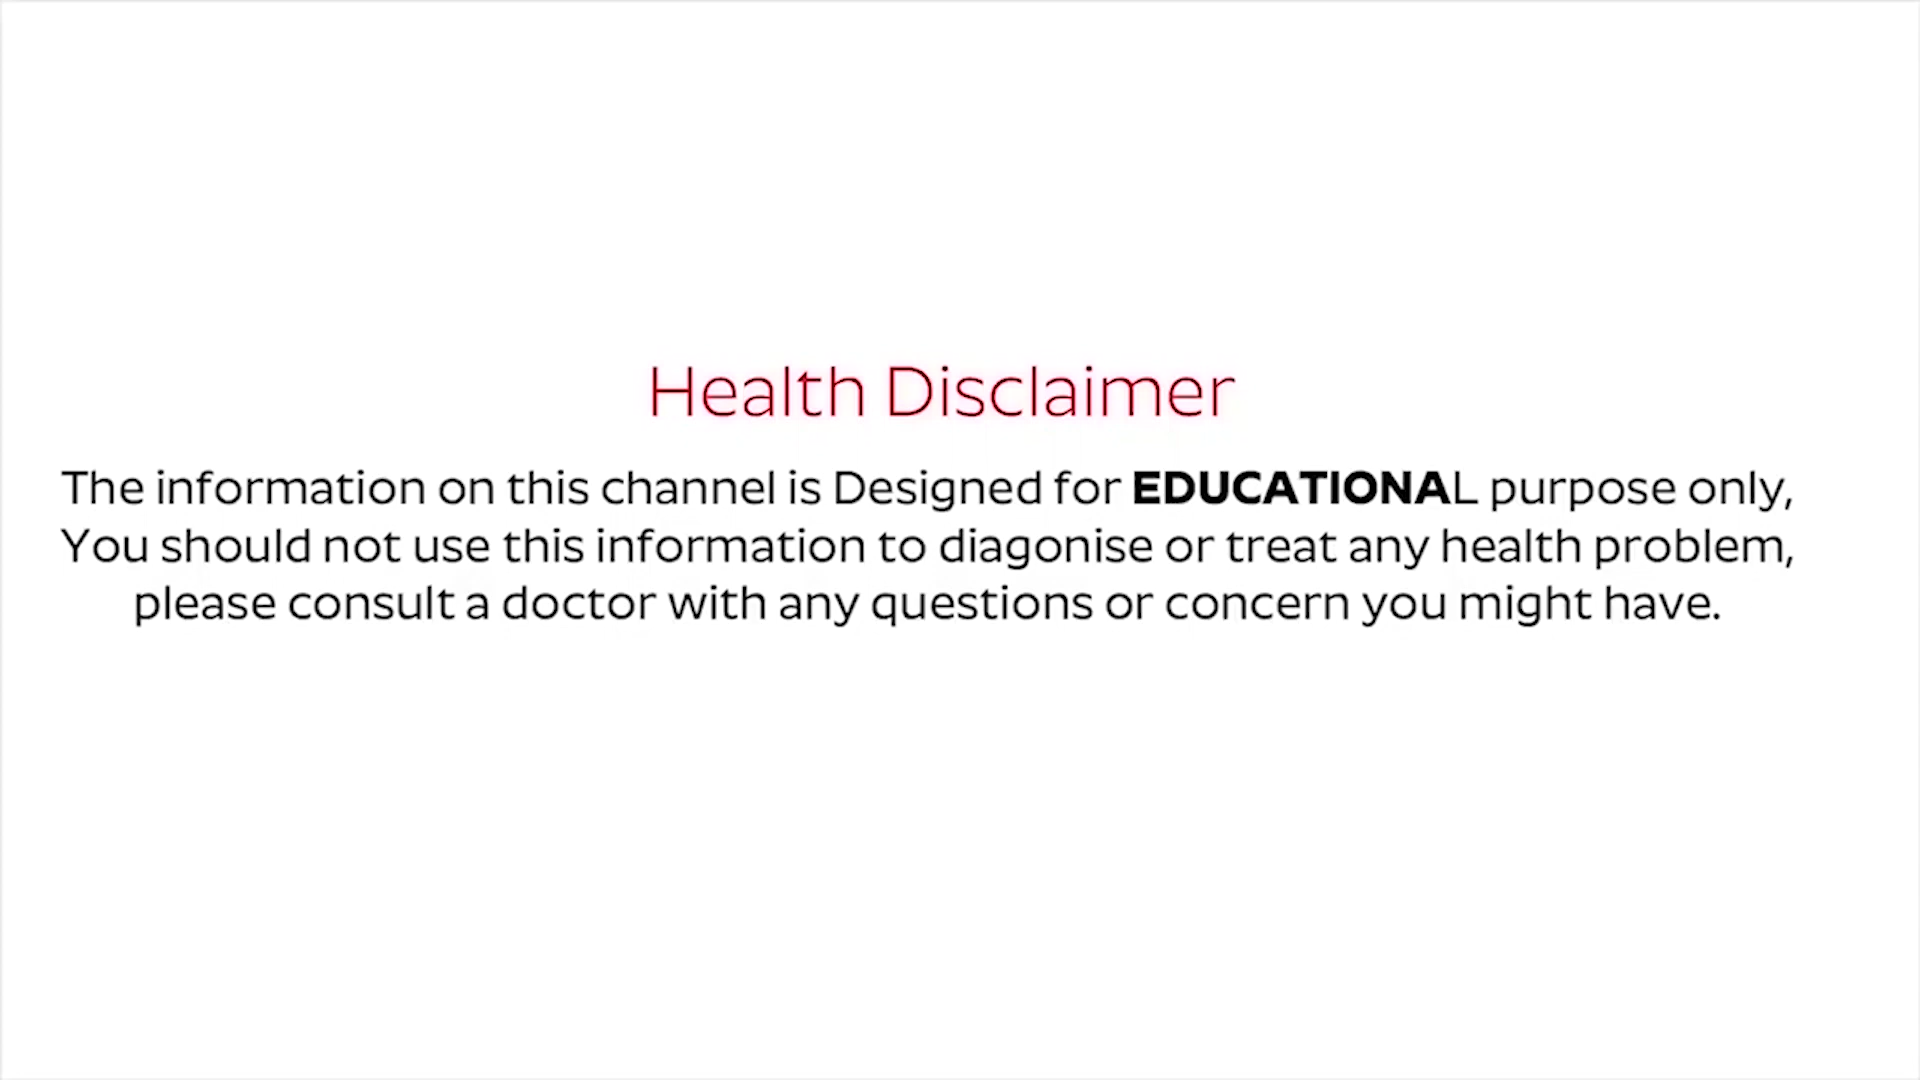 Health Disclaimer
The information on this channel is Designed for EDUCATIONAL purpose only,
You should not use this information to diagonise or treat any health problem,
please consult a doctor with any questions or concern you might have.